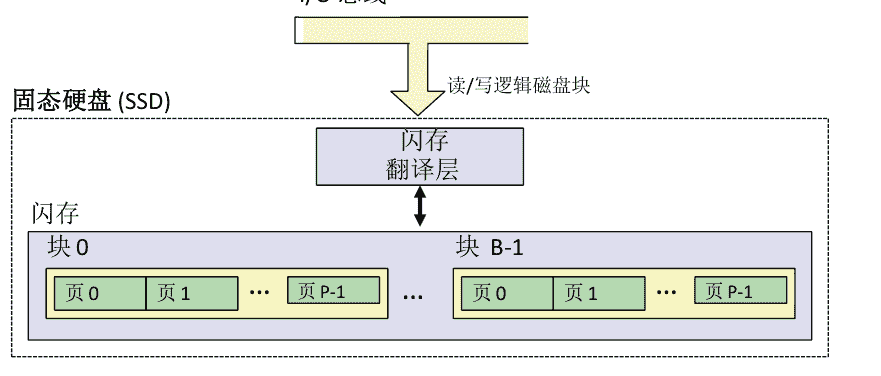 读/写逻辑磁盘块
固态硬盘 (SSD)
闪存
翻译层
闪存
块 0
块 B-1
页 0
页 1
...
页 P-1
...
页 0
页 1
...
页 P-1